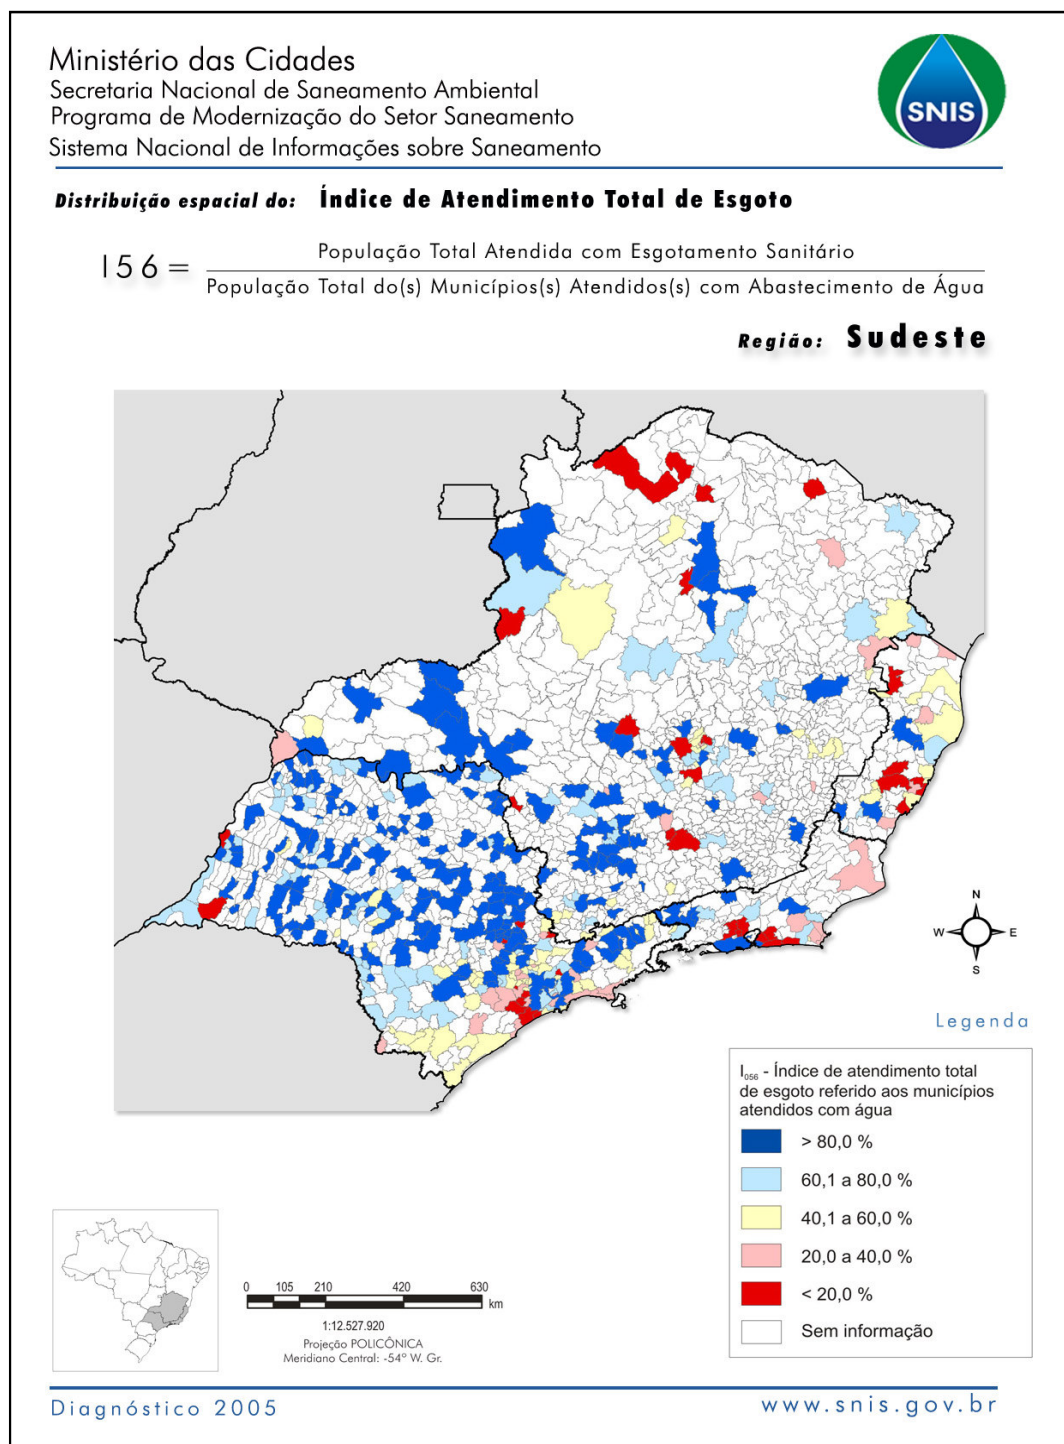 Ministério das Cidades
Secretaria Nacional de Saneamento Ambiental
Programa de Modernização do Setor Saneamento
Sistema Nacional de Informações sobre Saneamento
SNIS
Distribuição espacial do: Índice de Atendimento Total de Esgoto
I56 = População Total Atendida com Esgotamento Sanitário
População Total do(s) Municípios(s) Atendidos(s) com Abastecimento de Água
Região: Sudeste
N
W E
S
Legenda
I056 - Índice de atendimento total
de esgoto referido aos municípios
atendidos com água
> 80,0 %
60,1 a 80,0 %
40,1 a 60,0 %
20,0 a 40,0 %
< 20,0 %
Sem informação
0 105 210 420 630
km
1:12.527.920
Projeção POLICÔNICA
Meridiano Central: -54º W. Gr.
Diagnóstico 2005
www.snis.gov.br